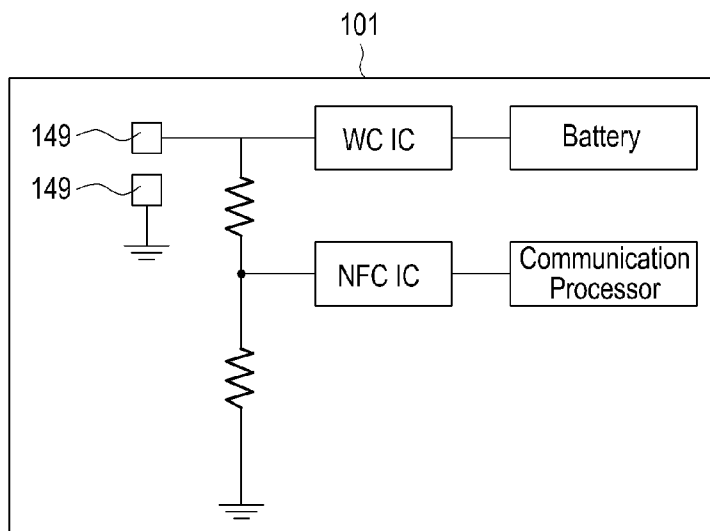 101
149
WC IC
Battery
149
NFC IC
Communication
Processor